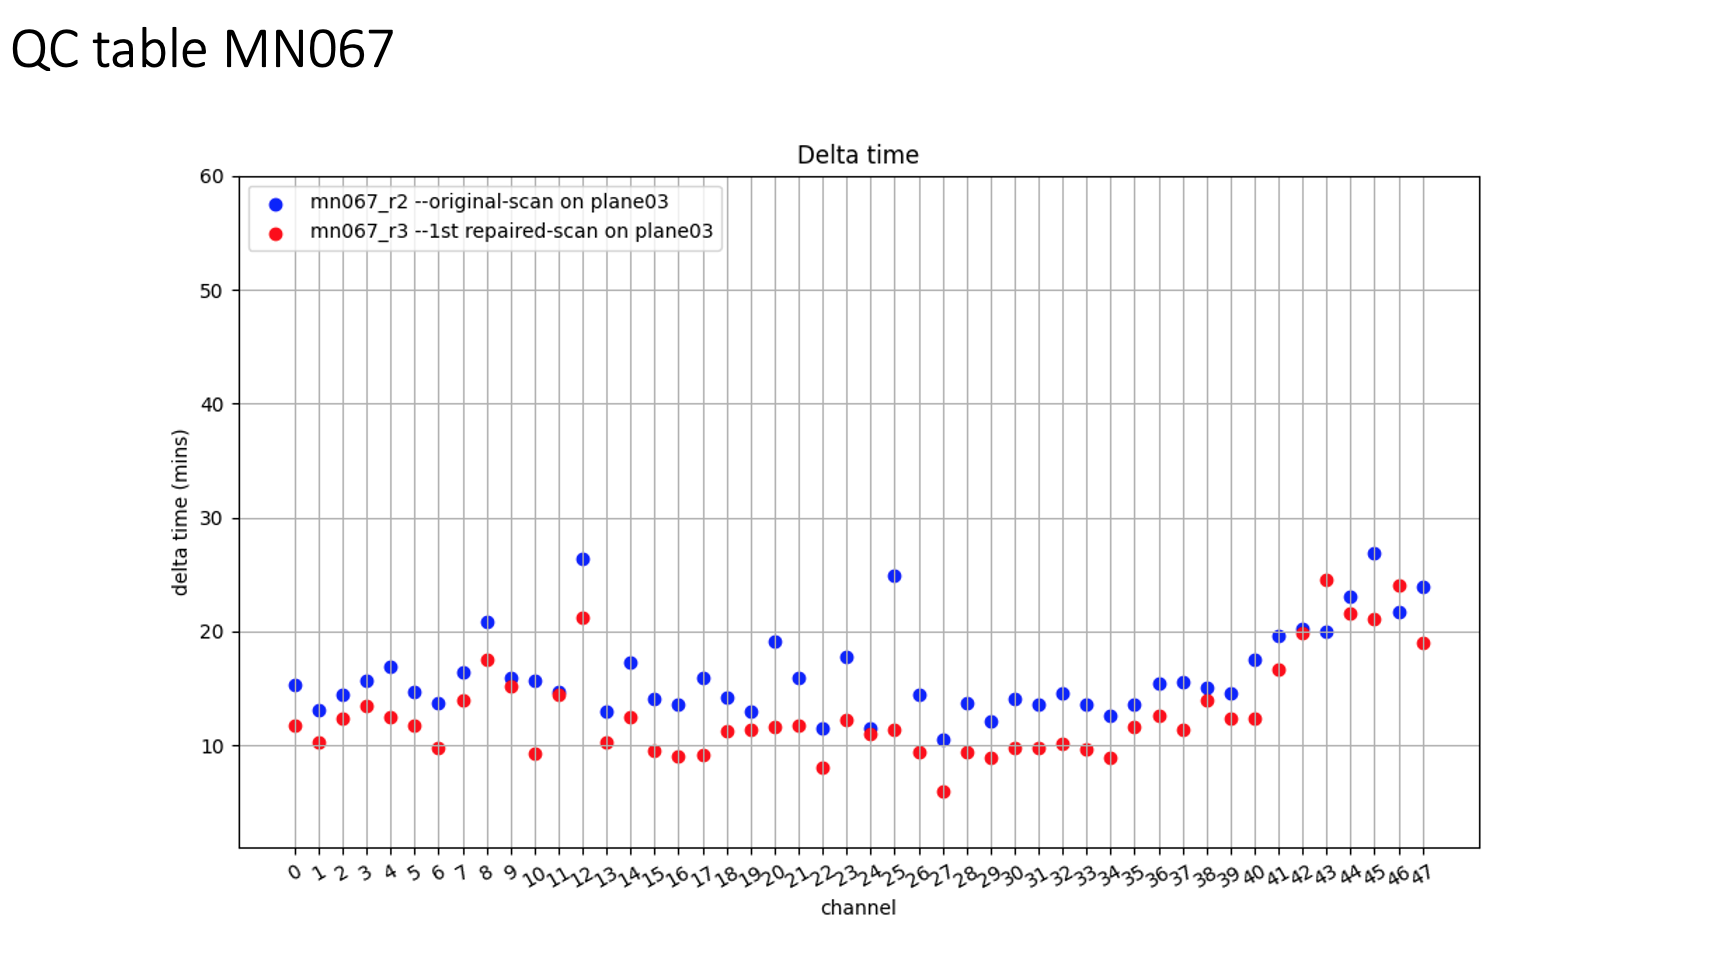 QC table MN067
Delta time
mn067_r2 --original-scan on plane03
mn067_r3 --1st repaired-scan on plane03
60
50
40
30
20
10
delta time (mins)
0 1 2 3 4 5 6 7 8 9 10 11 12 13 14 15 16 17 18 19 20 21 22 23 24 25 26 27 28 29 30 31 32 33 34 35 36 37 38 39 40 41 42 43 44 45 46 47
channel